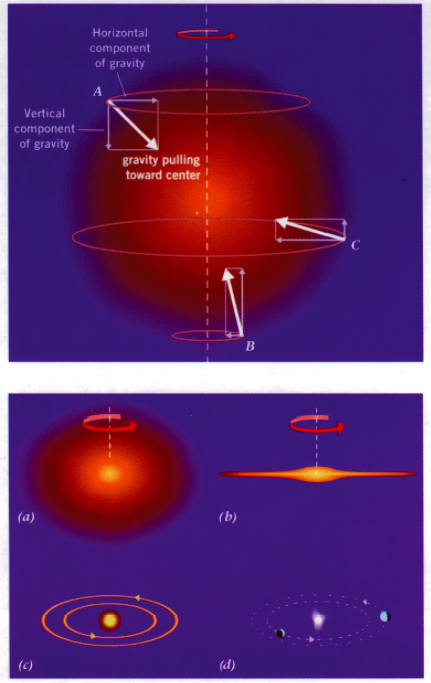 Horizontal
component
of gravity
A
Vertical
component
of gravity
gravity pulling
toward center
C
B
(a)
(b)
(c)
(d)